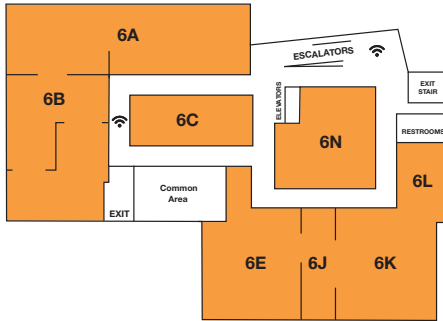 6A
ESCALATORS
6B
EXIT
STAIR
ELEVATORS
6C
RESTROOMS
6N
6L
Common
Area
EXIT
6E
6J
6K